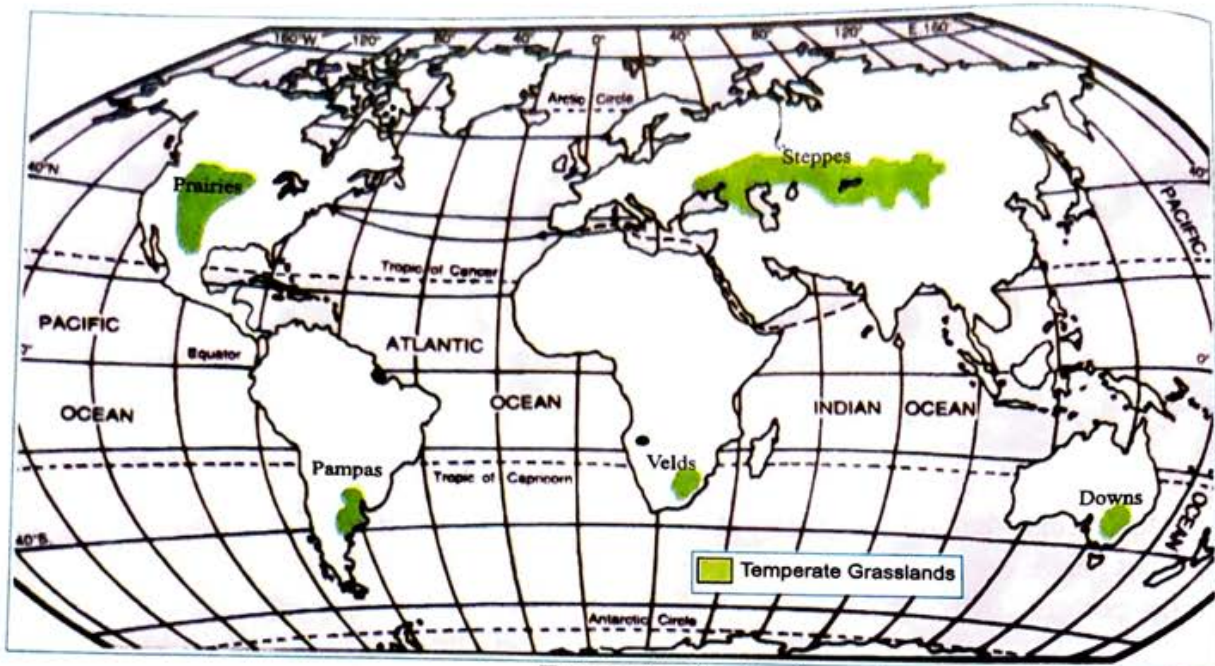 160°W 120° 80° 40° 0° 40° 80° 120° E 160°
Arctic Circle
40°N
40°
Prairies
Steppes
PACIFIC
Tropic of Cancer
PACIFIC
ATLANTIC
Equator
0°
0°
OCEAN
OCEAN
INDIAN OCEAN
Pampas
Velds
Tropic of Capricorn
Downs
OCEAN
40°S
Temperate Grasslands
Antarctic Circle